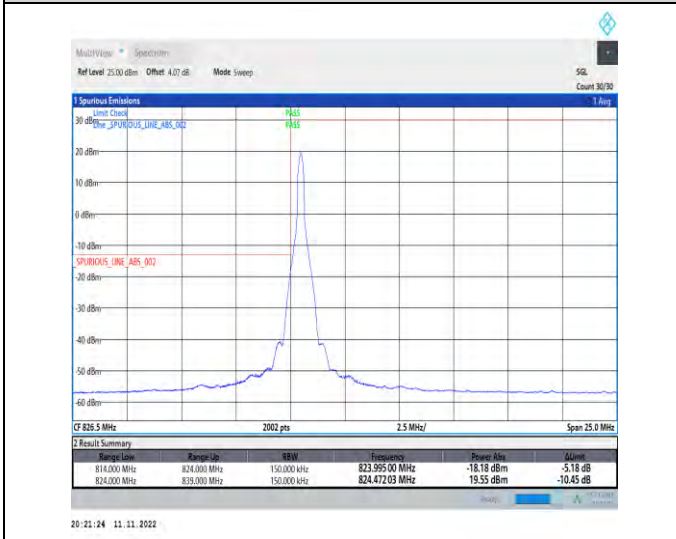 MultiView Spectrum
Ref Level 25.00 dBm Offset 4.07 dB Mode Sweep SGL
Count 30/30
1 Spurious Emissions 1 Avg
Limit Check PASS
30 dBm
Line _SPURIOUS_LINE_ABS_002 PASS
20 dBm
10 dBm
0 dBm
-10 dBm
SPURIOUS_LINE_ABS_002
-20 dBm
-30 dBm
-40 dBm
-50 dBm
-60 dBm
CF 826.5 MHz 2002 pts 2.5 MHz/ Span 25.0 MHz
2 Result Summary
Range Low Range Up RBW Frequency Power Abs ΔLimit
814.000 MHz 824.000 MHz 150.000 kHz 823.99500 MHz -18.18 dBm -5.18 dB
824.000 MHz 839.000 MHz 150.000 kHz 824.47203 MHz 19.55 dBm -10.45 dB
Ready
20:21:24 11.11.2022